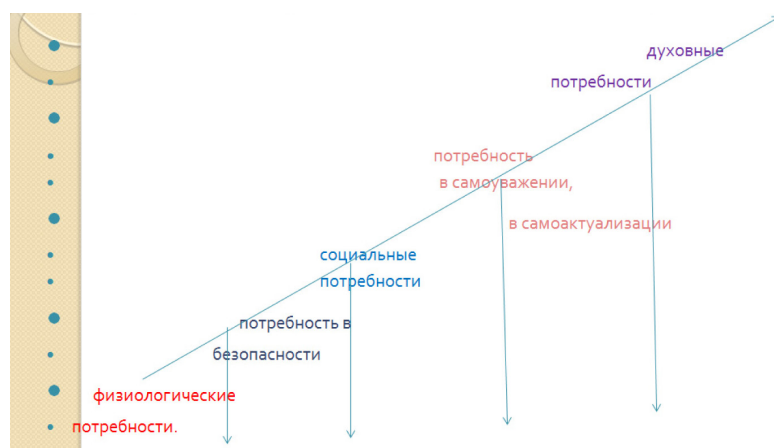 духовные
потребности
потребность
в самоуважении,
в самоактуализации
социальные
потребности
потребность в
безопасности
физиологические
потребности.